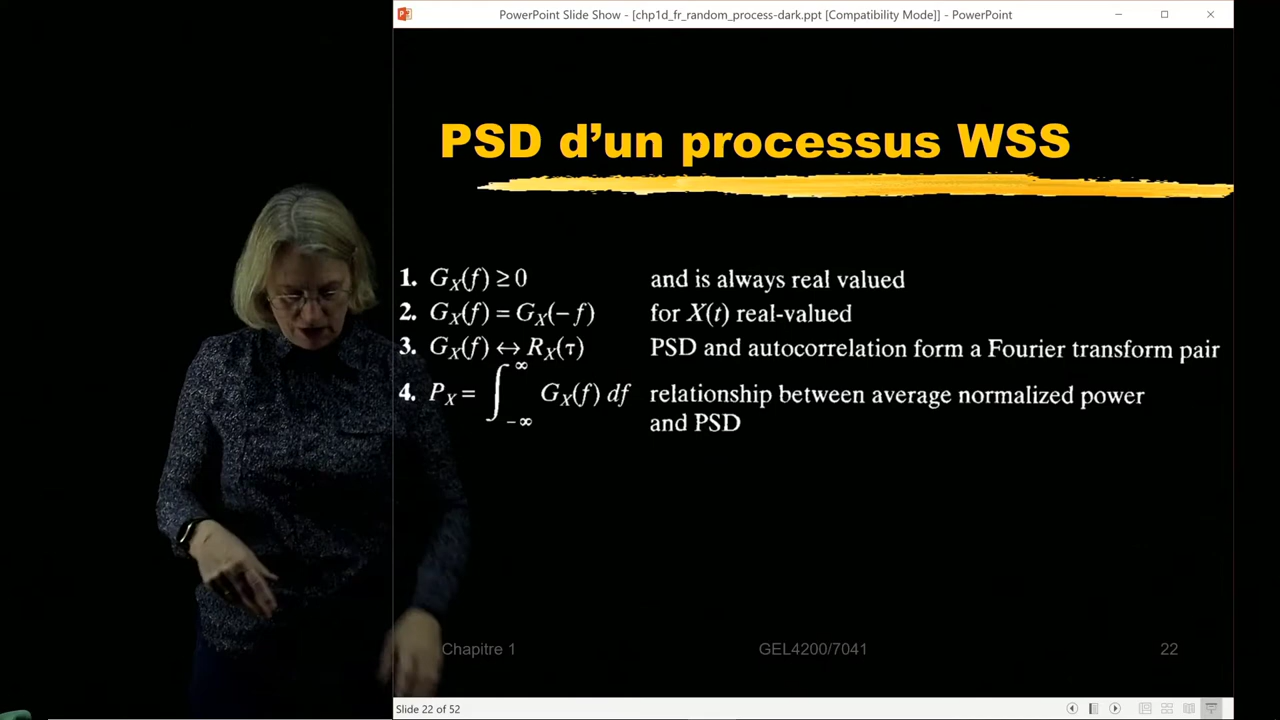 PowerPoint Slide Show - [chp1d_fr_random_process-dark.ppt [Compatibility Mode]] - PowerPoint
PSD d’un processus WSS
1. G_X(f) ≥ 0 and is always real valued
2. G_X(f) = G_X(−f) for X(t) real-valued
3. G_X(f) ↔ R_X(τ) PSD and autocorrelation form a Fourier transform pair
4. P_X = ∫_{−∞}^{∞} G_X(f) df relationship between average normalized power
and PSD
Chapitre 1 GEL4200/7041 22
Slide 22 of 52